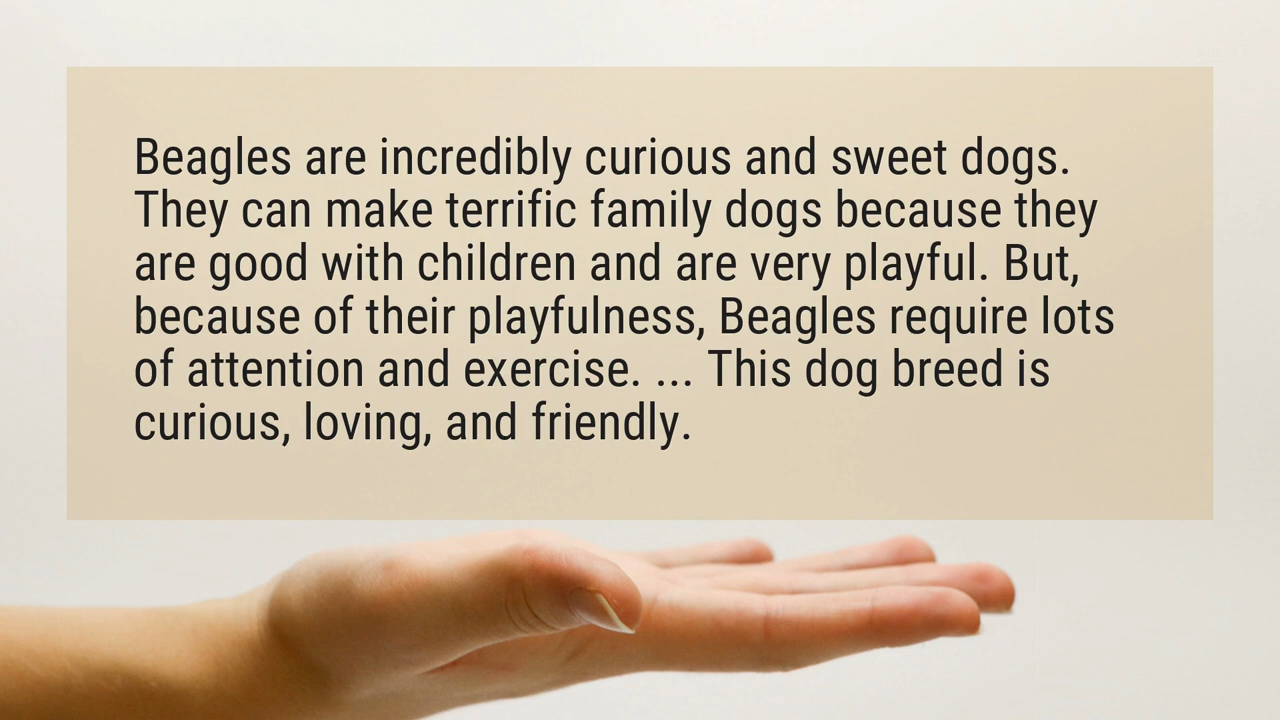 Beagles are incredibly curious and sweet dogs.
They can make terrific family dogs because they
are good with children and are very playful. But,
because of their playfulness, Beagles require lots
of attention and exercise. ... This dog breed is
curious, loving, and friendly.